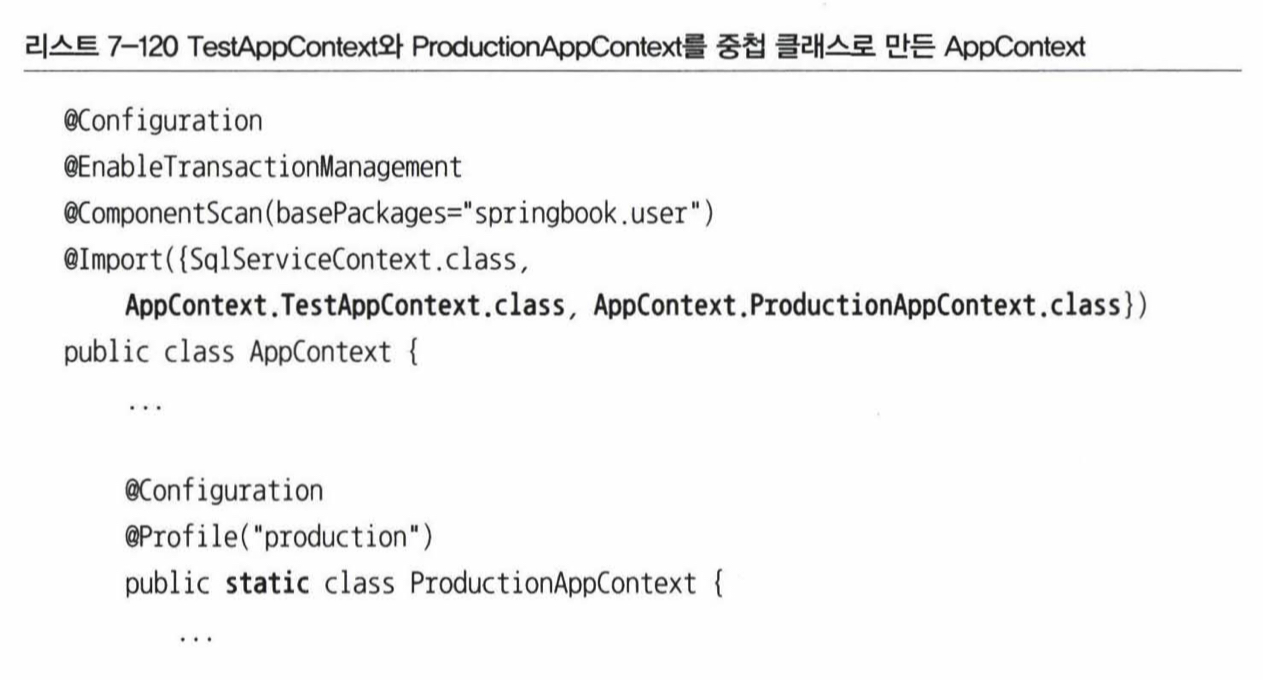 리스트 7-120 TestAppContext와 ProductionAppContext를 중첩 클래스로 만든 AppContext
@Configuration
@EnableTransactionManagement
@ComponentScan(basePackages="springbook.user")
@Import({SqlServiceContext.class,
AppContext.TestAppContext.class, AppContext.ProductionAppContext.class})
public class AppContext {
...
@Configuration
@Profile("production")
public static class ProductionAppContext {
...